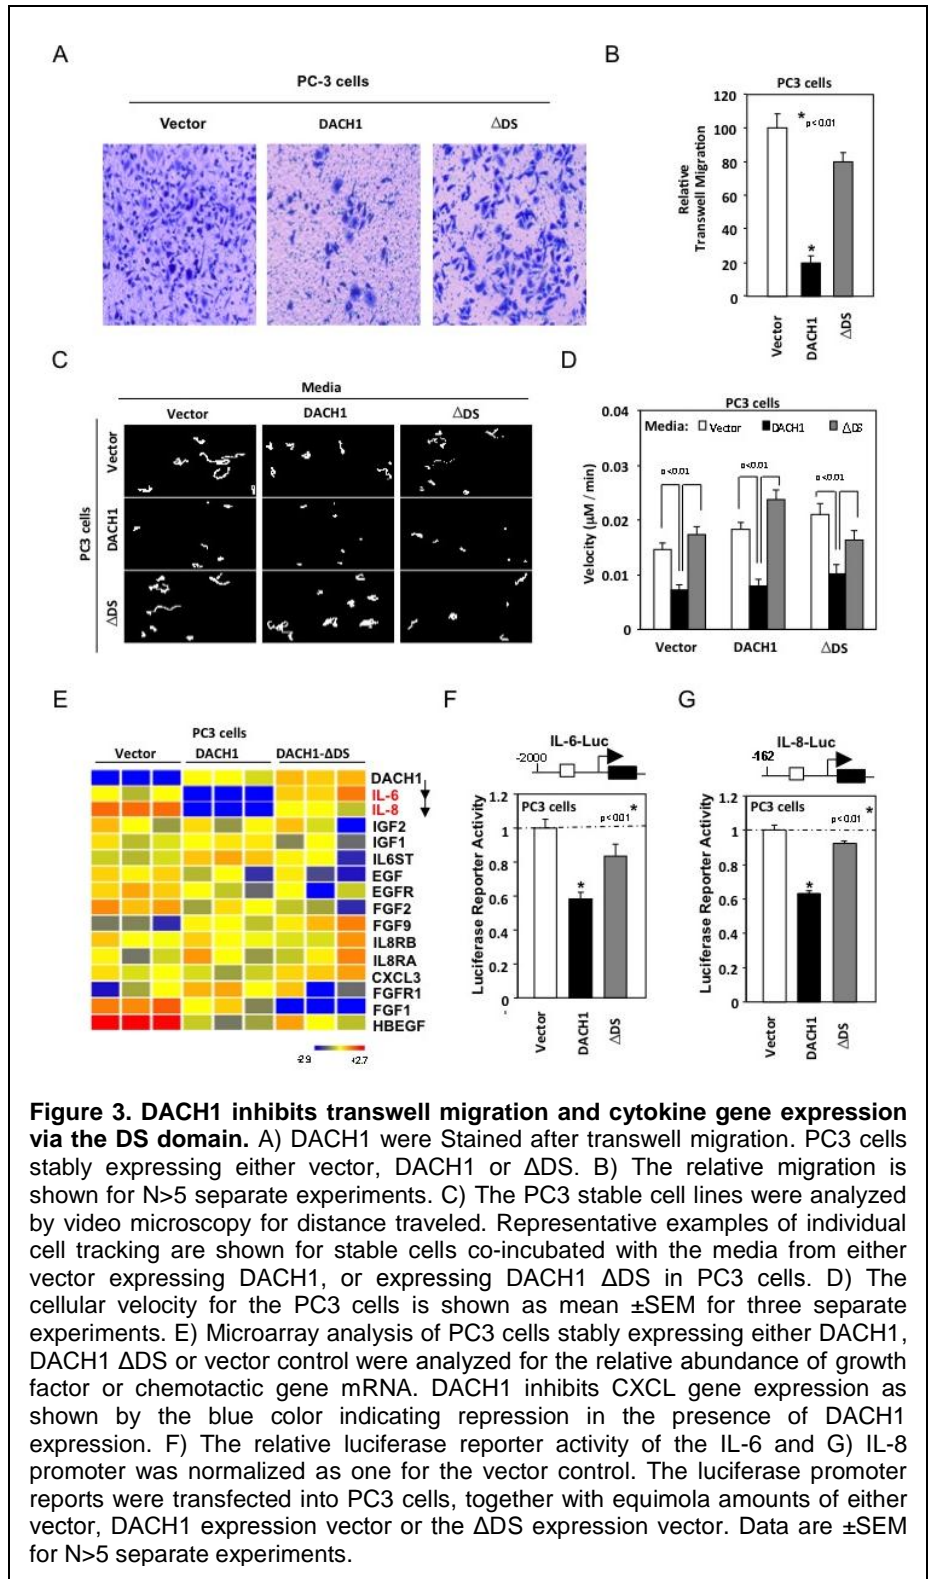 A
PC-3 cells
Vector
DACH1
ΔDS
B
PC3 cells
120
100
80
60
40
20
0
Relative
Transwell Migration
* p<0.01
*
Vector
DACH1
ΔDS
C
Media
Vector
DACH1
ΔDS
PC3 cells
Vector
DACH1
ΔDS
D
PC3 cells
0.04
0.03
0.02
0.01
0
Velocity (µM / min)
Media: Vector DACH1 ΔDS
p<0.01
p<0.01
p<0.01
Vector
DACH1
ΔDS
E
PC3 cells
Vector
DACH1
DACH1-ΔDS
DACH1
IL-6
IL-8
IGF2
IGF1
IL6ST
EGF
EGFR
FGF2
FGF9
IL8RB
IL8RA
CXCL3
FGFR1
FGF1
HBEGF
-2.9
+2.7
F
IL-6-Luc
-2000
PC3 cells
*
p<0.01
1.2
1
0.8
0.6
0.4
0.2
0
Luciferase Reporter Activity
*
Vector
DACH1
ΔDS
G
IL-8-Luc
-162
PC3 cells
*
p<0.01
1.2
1
0.8
0.6
0.4
0.2
0
Luciferase Reporter Activity
*
Vector
DACH1
ΔDS
Figure 3. DACH1 inhibits transwell migration and cytokine gene expression
via the DS domain. A) DACH1 were Stained after transwell migration. PC3 cells
stably expressing either vector, DACH1 or ΔDS. B) The relative migration is
shown for N>5 separate experiments. C) The PC3 stable cell lines were analyzed
by video microscopy for distance traveled. Representative examples of individual
cell tracking are shown for stable cells co-incubated with the media from either
vector expressing DACH1, or expressing DACH1 ΔDS in PC3 cells. D) The
cellular velocity for the PC3 cells is shown as mean ±SEM for three separate
experiments. E) Microarray analysis of PC3 cells stably expressing either DACH1,
DACH1 ΔDS or vector control were analyzed for the relative abundance of growth
factor or chemotactic gene mRNA. DACH1 inhibits CXCL gene expression as
shown by the blue color indicating repression in the presence of DACH1
expression. F) The relative luciferase reporter activity of the IL-6 and G) IL-8
promoter was normalized as one for the vector control. The luciferase promoter
reports were transfected into PC3 cells, together with equimola amounts of either
vector, DACH1 expression vector or the ΔDS expression vector. Data are ±SEM
for N>5 separate experiments.